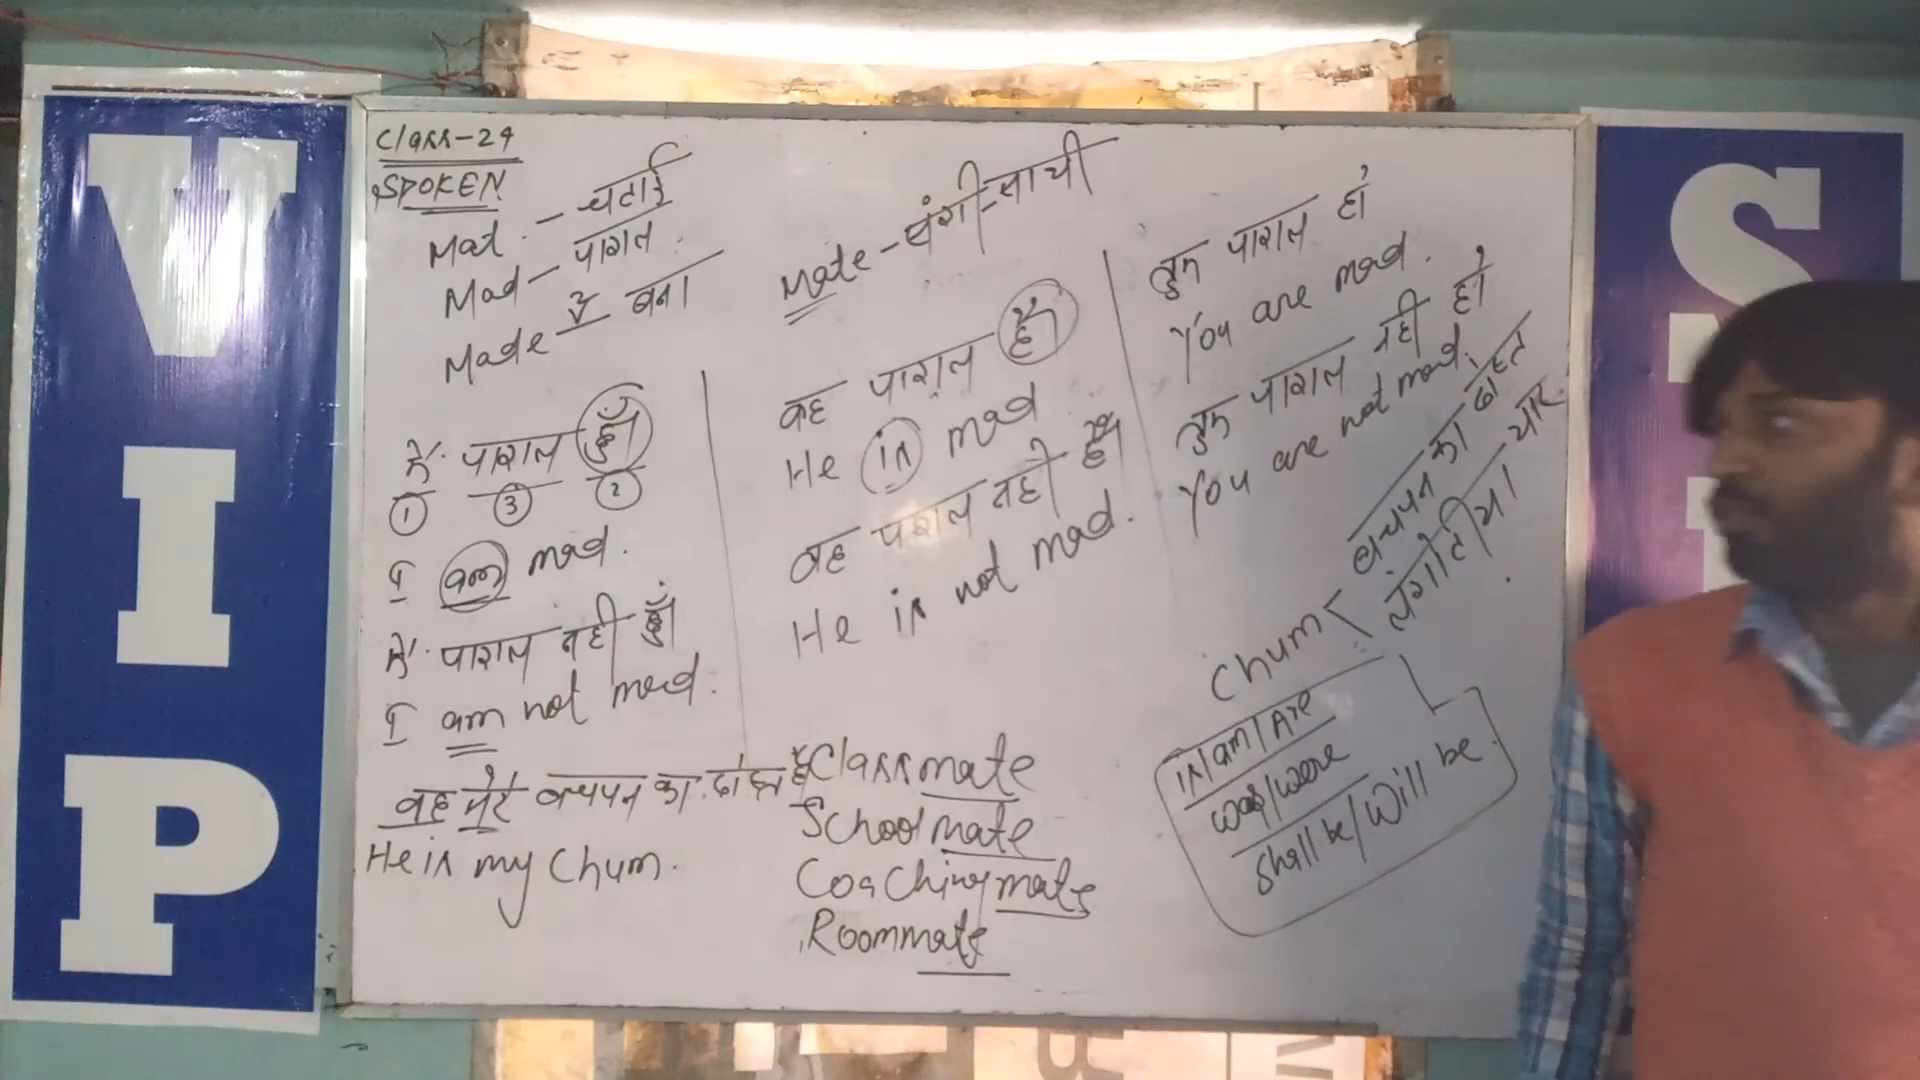 VIP
Class-24
SPOKEN
Mat - चटाई
Mad - पागल
Made - बना
Mate - संगी-साथी
मैं पागल हूँ
1 3 2
I am mad.
मैं पागल नही हूँ
I am not mad.
वह पागल है
He is mad
वह पागल नही है
He is not mad.
तुम पागल हो
You are mad.
तुम पागल नही हो
You are not mad.
Chum
बचपन का दोस्त
लंगोटीया यार
is/am/Are
was/were
shall be/will be.
वह मेरे बचपन का दोस्त है
He is my chum.
Classmate
Schoolmate
Coachingmate
Roommate
S